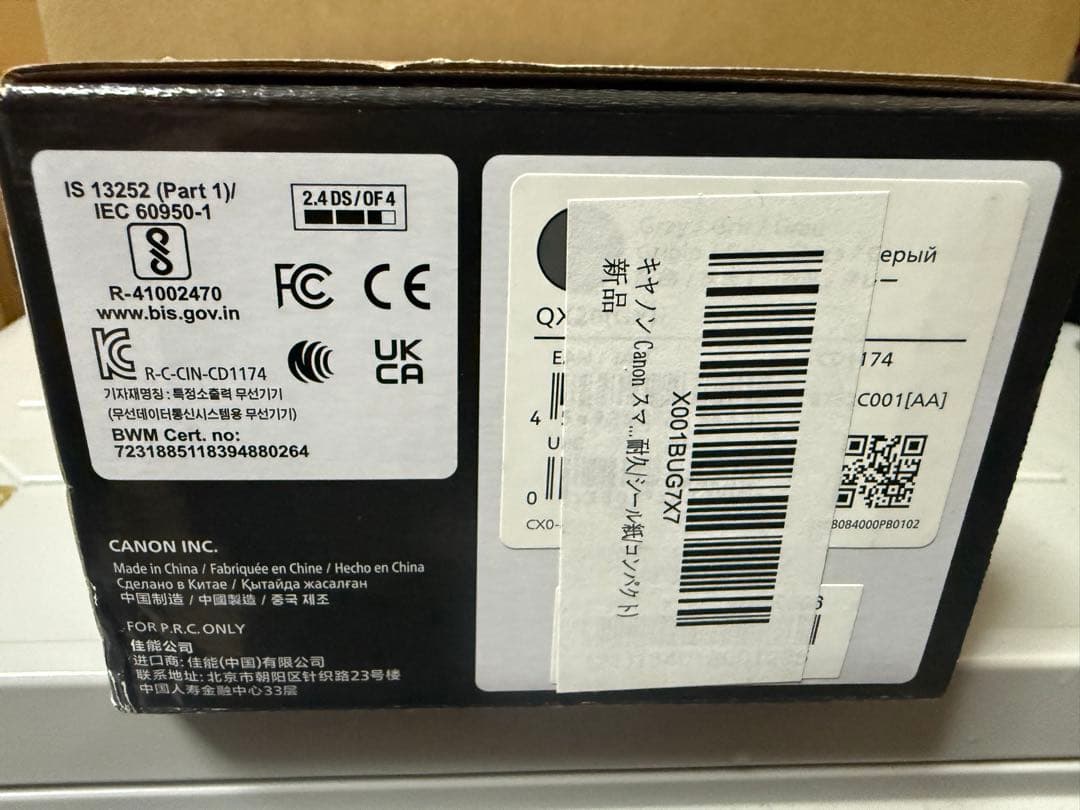 IS 13252 (Part 1)/
IEC 60950-1
R-41002470
www.bis.gov.in
2.4 DS/OF4
FC CE
R-C-CIN-CD1174
UK
CA
기자재명칭 : 특정소출력 무선기기
(무선데이터통신시스템용 무선기기)
BWM Cert. no:
7231885118394880264
CANON INC.
Made in China / Fabriquée en Chine / Hecho en China
Сделано в Китае / Қытайда жасалған
中国制造 / 中國製造 / 중국 제조
FOR P.R.C. ONLY
佳能公司
进口商: 佳能(中国)有限公司
联系地址: 北京市朝阳区针织路23号楼
中国人寿金融中心33层
ерый
QX
174
C001[AA]
4
0
CX0-
8084000PB0102
X001BUG7X7
キヤノン Canon スマ...耐久/シール紙/コンパクト)
新品